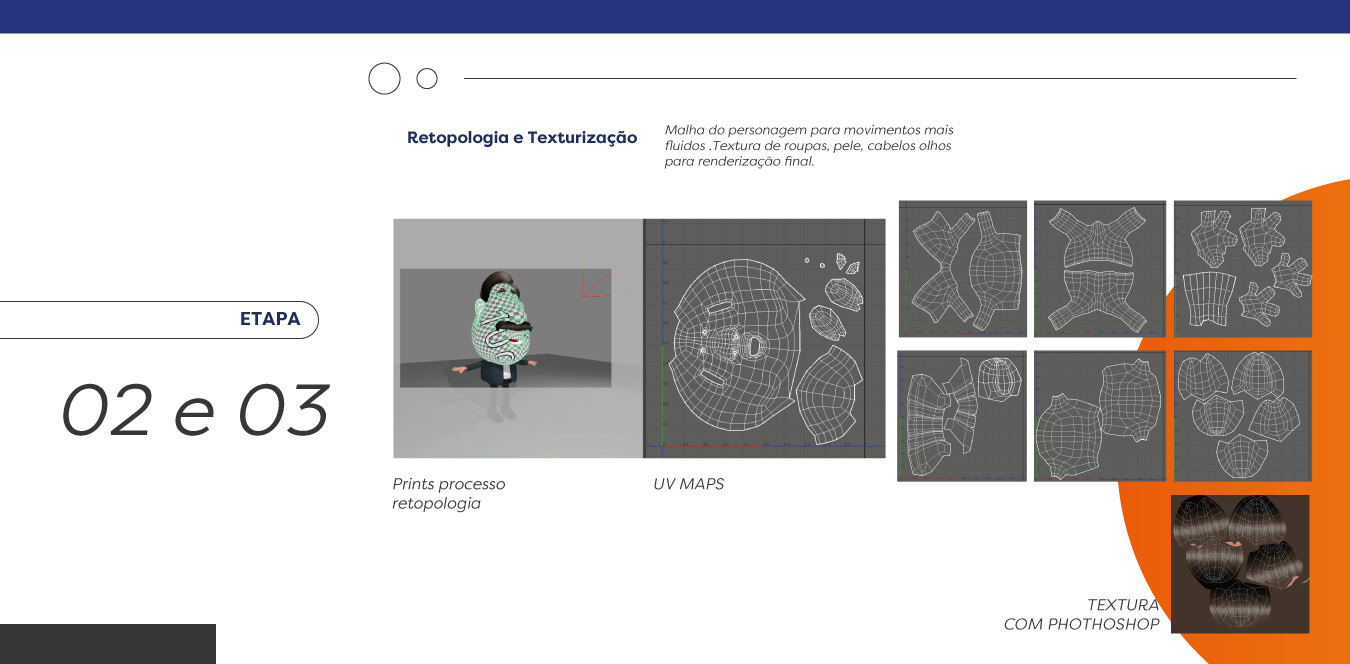 Retopologia e Texturização
Malha do personagem para movimentos mais
fluidos .Textura de roupas, pele, cabelos olhos
para renderização final.
ETAPA
02 e 03
Prints processo
retopologia
UV MAPS
TEXTURA
COM PHOTHOSHOP